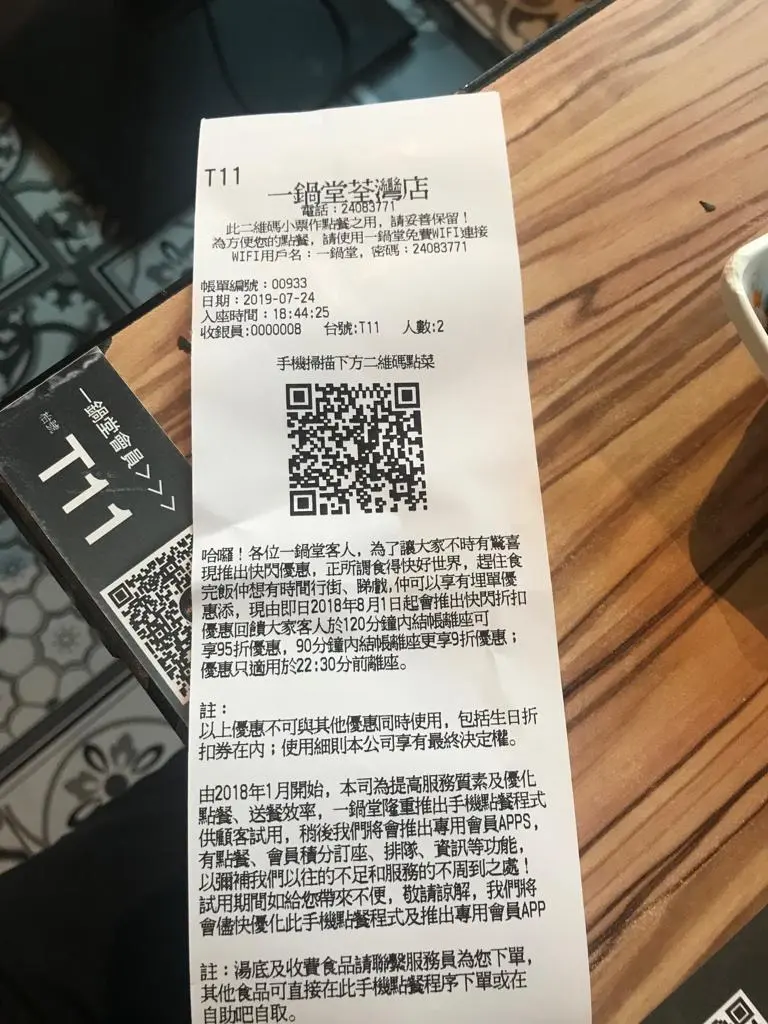 T11
一鍋堂荃灣店
電話：24083771
此二維碼小票作點餐之用，請妥善保留！
為方便您的點餐，請使用一鍋堂免費WIFI連接
WIFI用戶名：一鍋堂，密碼：24083771
帳單編號：00933
日期：2019-07-24
入座時間：18:44:25
收銀員:0000008 台號:T11 人數:2
手機掃描下方二維碼點菜
哈囉！各位一鍋堂客人，為了讓大家不時有驚喜
現推出快閃優惠，正所謂食得快好世界，趕住食
完飯仲想有時間行街、睇戲,仲可以享有埋單優
惠添，現由即日2018年8月1日起會推出快閃折扣
優惠回饋大家客人於120分鐘內結帳離座可
享95折優惠，90分鐘內結帳離座更享9折優惠；
優惠只適用於22:30分前離座。
註：
以上優惠不可與其他優惠同時使用，包括生日折
扣券在內；使用細則本公司享有最終決定權。
由2018年1月開始，本司為提高服務質素及優化
點餐、送餐效率，一鍋堂隆重推出手機點餐程式
供顧客試用，稍後我們將會推出專用會員APPS，
有點餐、會員積分訂座、排隊、資訊等功能，
以彌補我們以往的不足和服務的不周到之處！
試用期間如給您帶來不便，敬請諒解，我們將
會儘快優化此手機點餐程式及推出專用會員APP
註：湯底及收費食品請聯繫服務員為您下單，
其他食品可直接在此手機點餐程序下單或在
自助吧自取。
一鍋堂會員>>>
枱號
T11